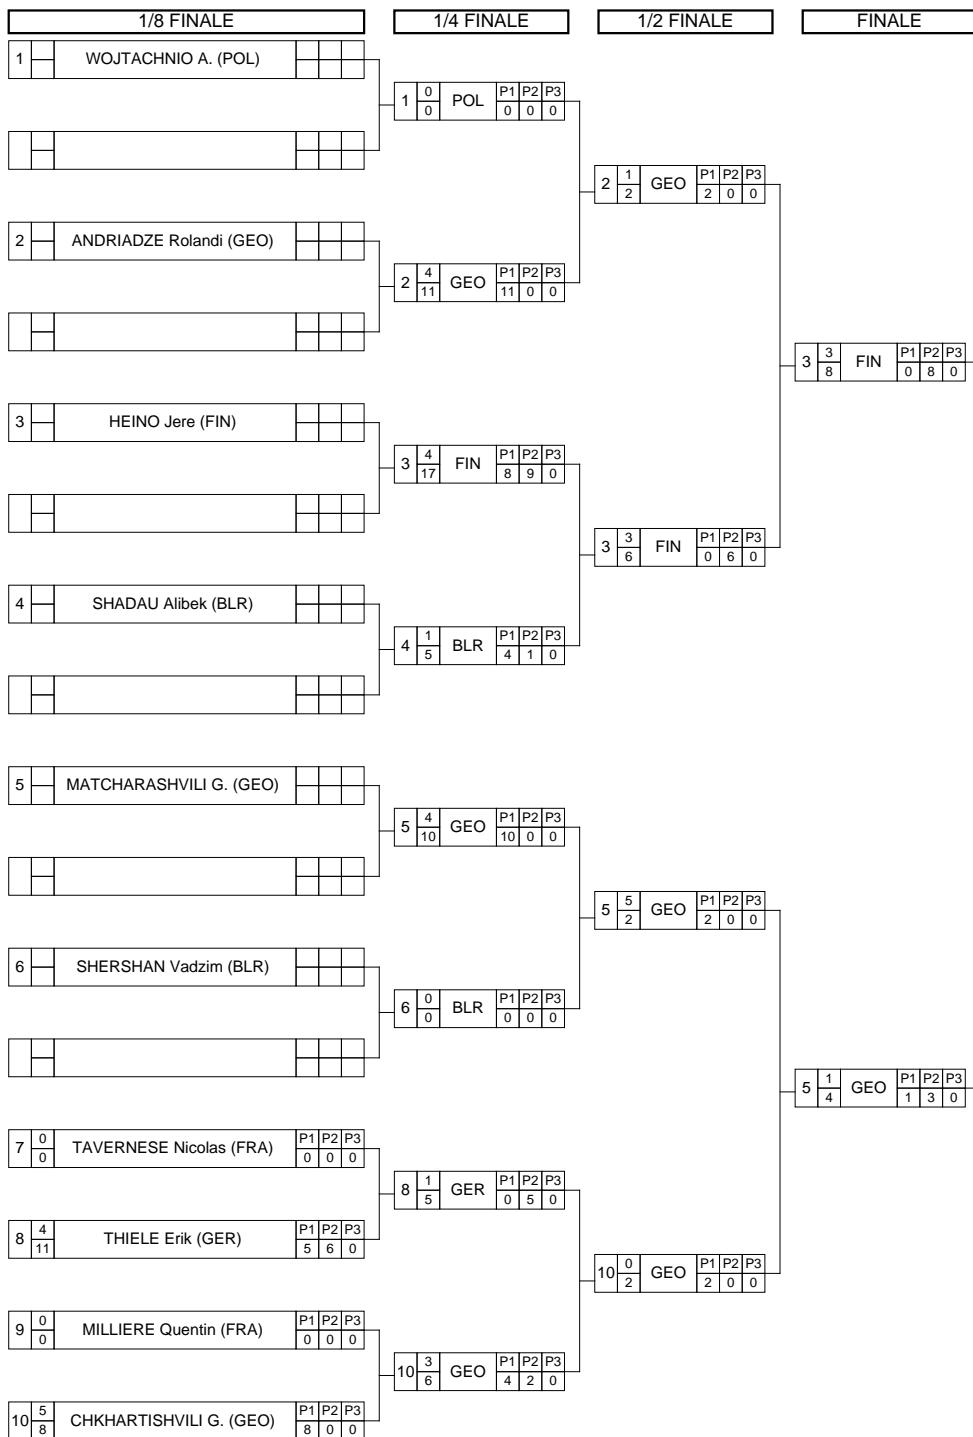 1/8 FINALE 1/4 FINALE 1/2 FINALE FINALE
1 WOJTACHNIO A. (POL)
1 0 0 POL P1 P2 P3 0 0 0
2 1 2 GEO P1 P2 P3 2 0 0
2 ANDRIADZE Rolandi (GEO)
2 4 11 GEO P1 P2 P3 11 0 0
3 3 8 FIN P1 P2 P3 0 8 0
3 HEINO Jere (FIN)
3 4 17 FIN P1 P2 P3 8 9 0
3 3 6 FIN P1 P2 P3 0 6 0
4 SHADAU Alibek (BLR)
4 1 5 BLR P1 P2 P3 4 1 0
5 MATCHARASHVILI G. (GEO)
5 4 10 GEO P1 P2 P3 10 0 0
5 5 2 GEO P1 P2 P3 2 0 0
6 SHERSHAN Vadzim (BLR)
6 0 0 BLR P1 P2 P3 0 0 0
5 1 4 GEO P1 P2 P3 1 3 0
7 0 0 TAVERNESE Nicolas (FRA) P1 P2 P3 0 0 0
8 1 5 GER P1 P2 P3 0 5 0
8 4 11 THIELE Erik (GER) P1 P2 P3 5 6 0
10 0 2 GEO P1 P2 P3 2 0 0
9 0 0 MILLIERE Quentin (FRA) P1 P2 P3 0 0 0
10 3 6 GEO P1 P2 P3 4 2 0
10 5 8 CHKHARTISHVILI G. (GEO) P1 P2 P3 8 0 0